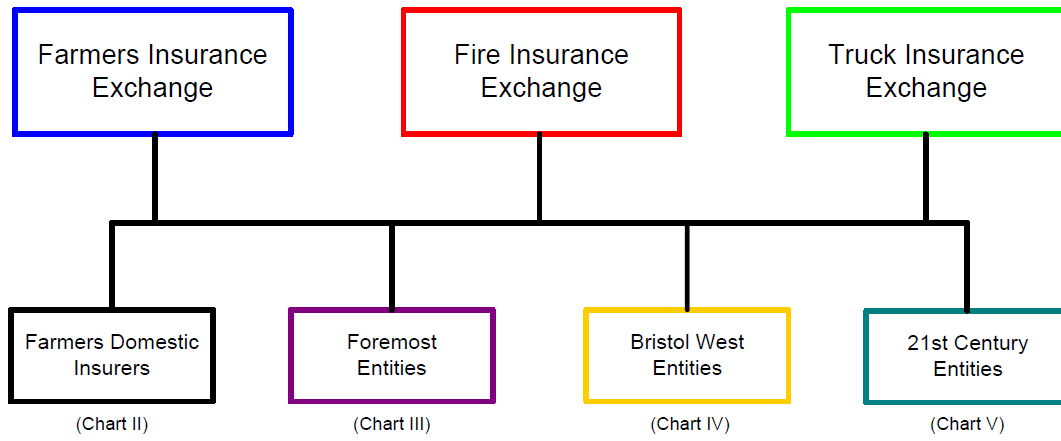 Farmers Insurance
Exchange
Fire Insurance
Exchange
Truck Insurance
Exchange
Farmers Domestic
Insurers
Foremost
Entities
Bristol West
Entities
21st Century
Entities
(Chart II)
(Chart III)
(Chart IV)
(Chart V)